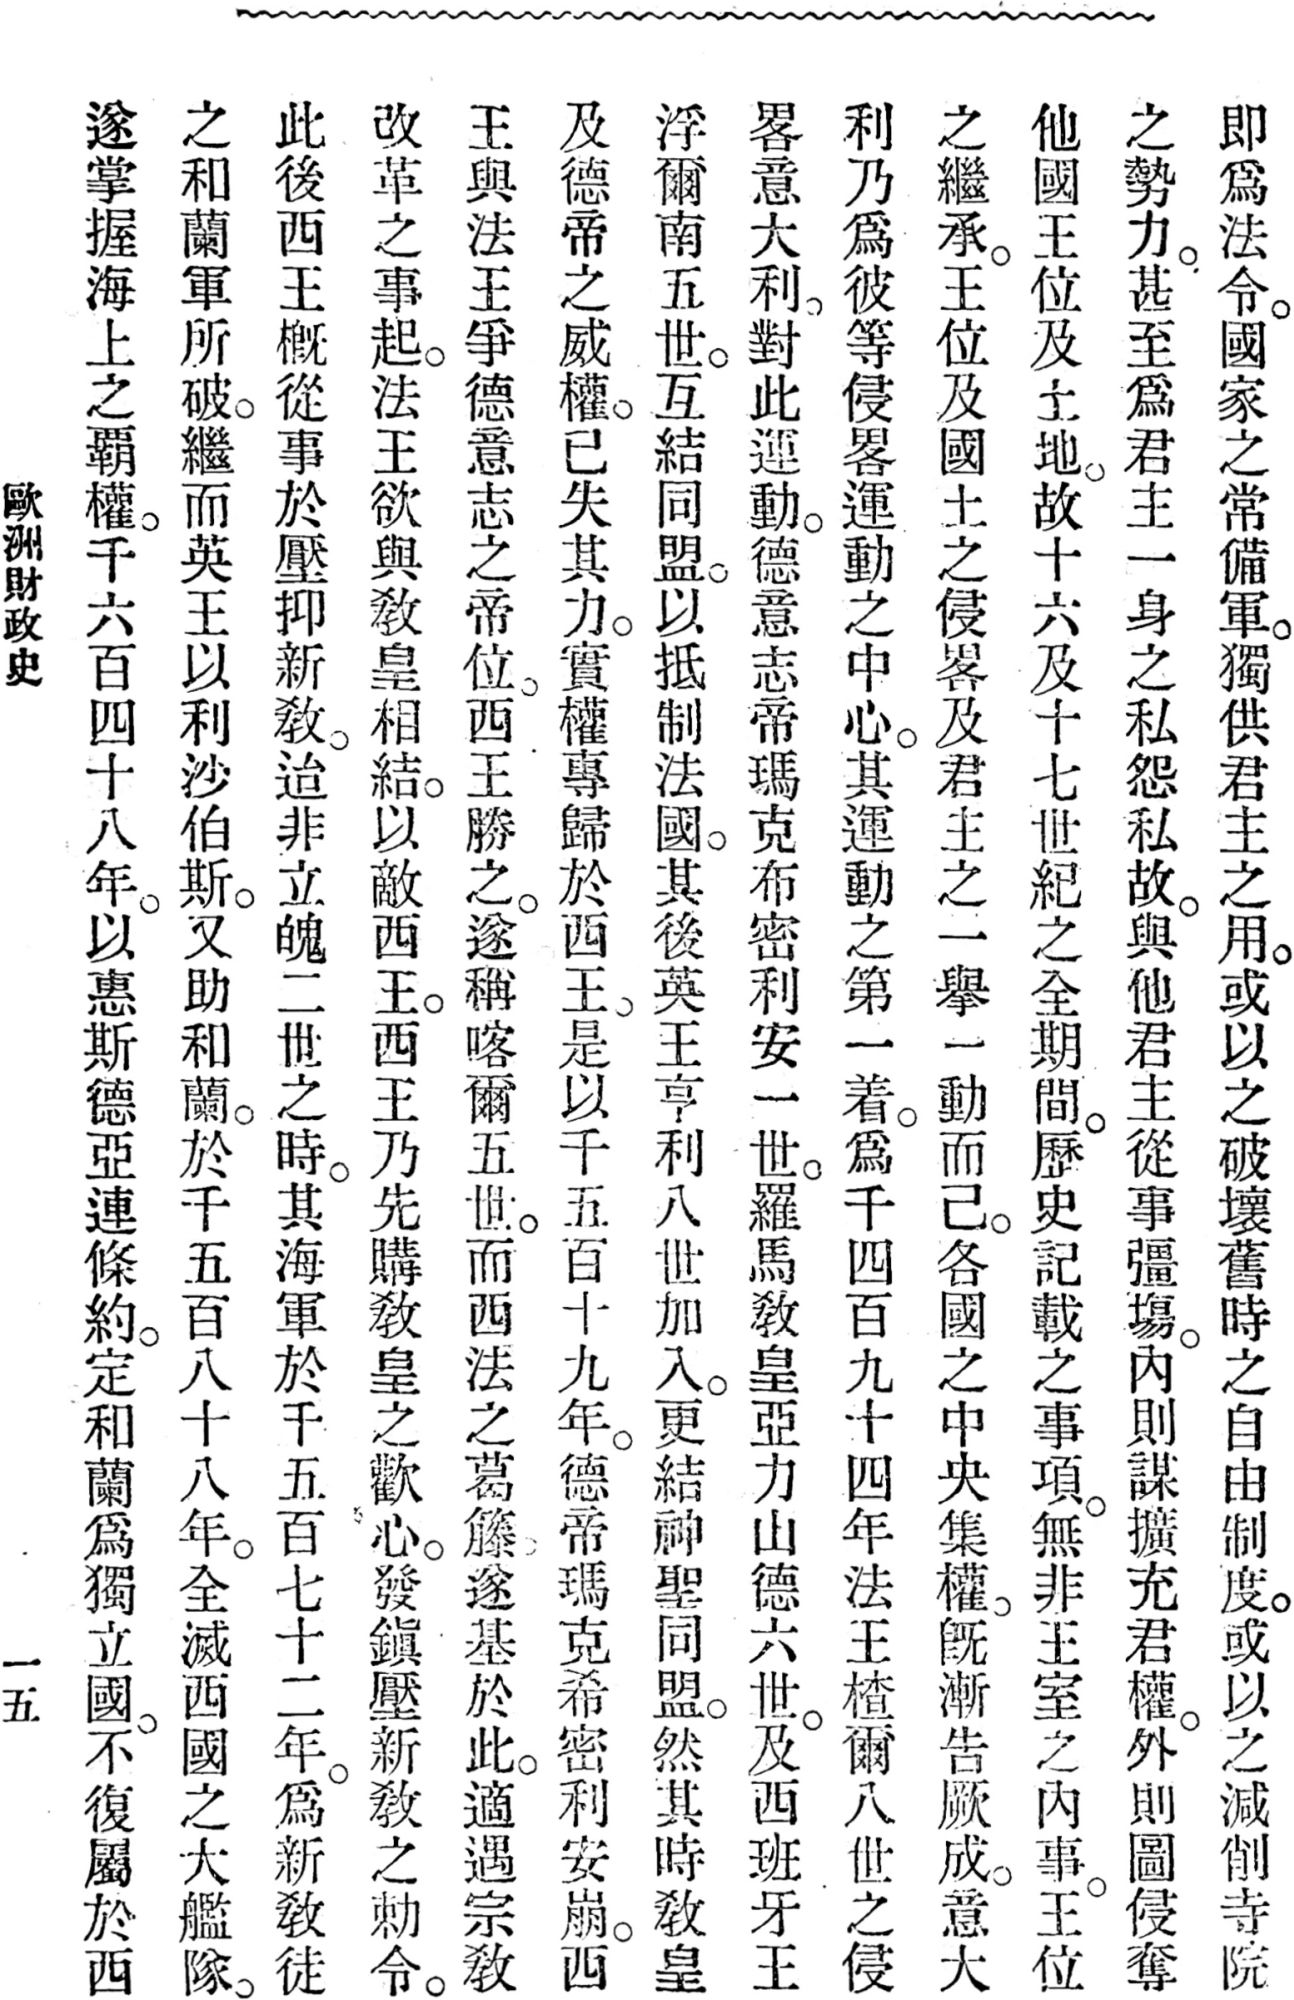 即爲法令。國家之常備軍。獨供君主之用。或以之破壞舊時之自由制度。或以之減削寺院
之勢力。甚至爲君主一身之私怨私故。與他君主從事彊場。內則謀擴充君權。外則圖侵奪
他國王位及土地。故十六及十七世紀之全期間。歷史記載之事項。無非王室之內事。王位
之繼承。王位及國土之侵畧及君主之一舉一動而已。各國之中央集權。旣漸吿厥成。意大
利乃爲彼等侵畧運動之中心。其運動之第一着。爲千四百九十四年法王楂爾八世之侵
畧意大利。對此運動。德意志帝瑪克布密利安一世。羅馬敎皇亞力山德六世。及西班牙王
浮爾南五世。互結同盟。以抵制法國。其後英王亨利八世加入。更結神聖同盟。然其時敎皇
及德帝之威權。已失其力。實權專歸於西王。是以千五百十九年。德帝瑪克希密利安崩。西
王與法王爭德意志之帝位。西王勝之。遂稱喀爾五世。而西法之葛籐遂基於此。適遇宗敎
改革之事起。法王欲與敎皇相結。以敵西王。西王乃先購敎皇之歡心。發鎭壓新敎之勅令。
此後西王槪從事於壓抑新敎。迨非立魄二世之時。其海軍於千五百七十二年。爲新敎徒
之和蘭軍所破。繼而英王以利沙伯斯。又助和蘭。於千五百八十八年。全滅西國之大艦隊。
遂掌握海上之覇權。千六百四十八年。以惠斯德亞連條約。定和蘭爲獨立國。不復屬於西
歐洲財政史
一五